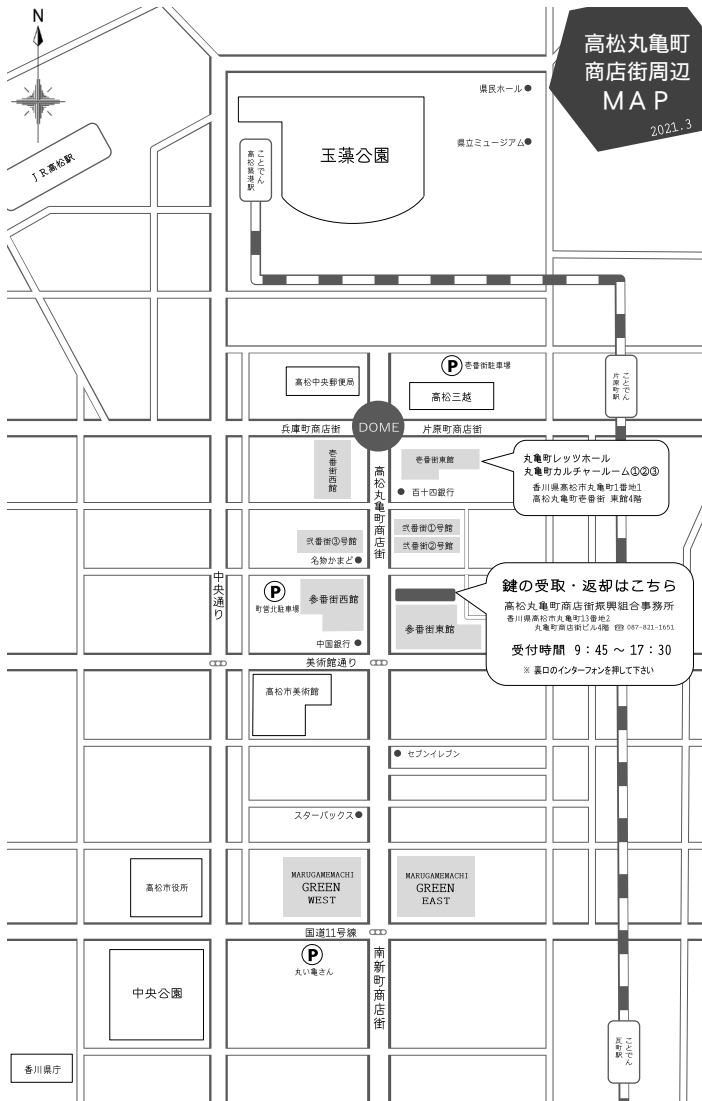 N
高松丸亀町
商店街周辺
MAP
2021.3
県民ホール
県立ミュージアム
玉藻公園
JR高松駅
ことでん
高松築港駅
壱番街駐車場
高松中央郵便局
高松三越
ことでん
片原町駅
兵庫町商店街
DOME
片原町商店街
壱番街西館
壱番街東館
丸亀町レッツホール
丸亀町カルチャールーム①②③
香川県高松市丸亀町1番地1
高松丸亀町壱番街 東館4階
高松丸亀町商店街
百十四銀行
弐番街③号館
弐番街①号館
弐番街②号館
名物かまど
中央通り
P
町営北駐車場
参番街西館
参番街東館
中国銀行
鍵の受取・返却はこちら
高松丸亀町商店街振興組合事務所
香川県高松市丸亀町13番地2
丸亀町商店街ビル4階 ☎ 087-821-1651
受付時間 9:45 ～ 17:30
※ 裏口のインターフォンを押して下さい
美術館通り
高松市美術館
セブンイレブン
スターバックス
高松市役所
MARUGAMEMACHI
GREEN
WEST
MARUGAMEMACHI
GREEN
EAST
国道11号線
P
丸い亀さん
南新町商店街
中央公園
香川県庁
ことでん
瓦町駅
P